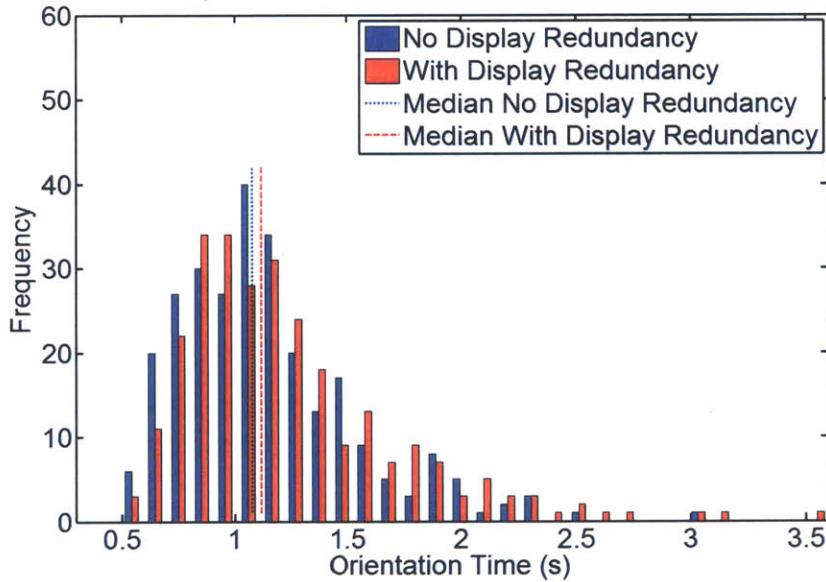 60
50
40
30
20
10
0
Frequency
No Display Redundancy
With Display Redundancy
Median No Display Redundancy
Median With Display Redundancy
0.5 1 1.5 2 2.5 3 3.5
Orientation Time (s)